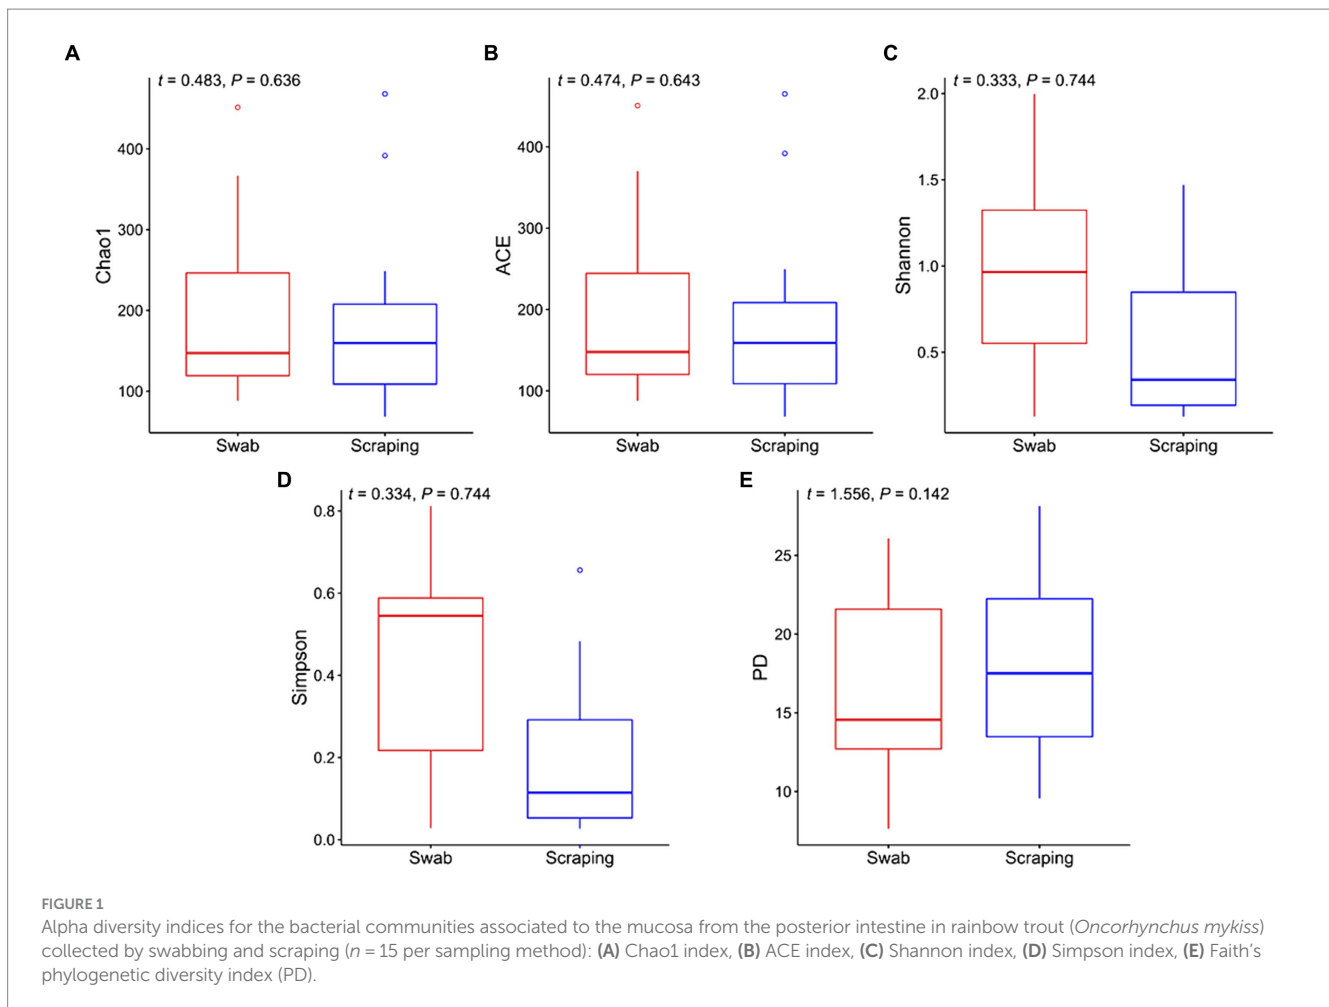 A
t = 0.483, P = 0.636
Chao1
400
300
200
100
Swab
Scraping
B
t = 0.474, P = 0.643
ACE
400
300
200
100
Swab
Scraping
C
t = 0.333, P = 0.744
Shannon
2.0
1.5
1.0
0.5
Swab
Scraping
D
t = 0.334, P = 0.744
Simpson
0.8
0.6
0.4
0.2
0.0
Swab
Scraping
E
t = 1.556, P = 0.142
PD
25
20
15
10
Swab
Scraping
FIGURE 1
Alpha diversity indices for the bacterial communities associated to the mucosa from the posterior intestine in rainbow trout (Oncorhynchus mykiss)
collected by swabbing and scraping (n = 15 per sampling method): (A) Chao1 index, (B) ACE index, (C) Shannon index, (D) Simpson index, (E) Faith's
phylogenetic diversity index (PD).